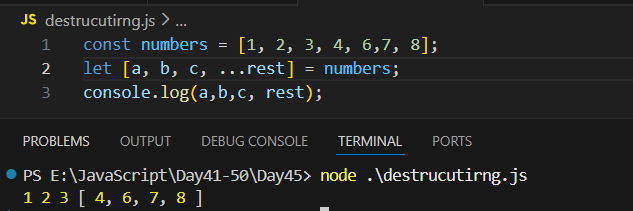 JS destrucutirng.js > ...
1 const numbers = [1, 2, 3, 4, 6,7, 8];
2 let [a, b, c, ...rest] = numbers;
3 console.log(a,b,c, rest);
PROBLEMS OUTPUT DEBUG CONSOLE TERMINAL PORTS
PS E:\JavaScript\Day41-50\Day45> node .\destrucutirng.js
1 2 3 [ 4, 6, 7, 8 ]